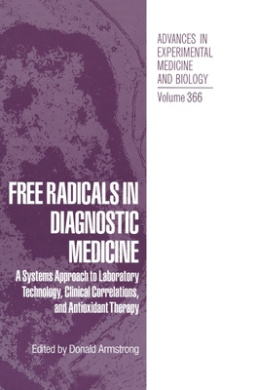 ADVANCES IN
EXPERIMENTAL
MEDICINE
AND BIOLOGY
Volume 366
FREE RADICALS IN
DIAGNOSTIC
MEDICINE
A Systems Approach to Laboratory
Technology, Clinical Correlations,
and Antioxidant Therapy
Edited by Donald Armstrong